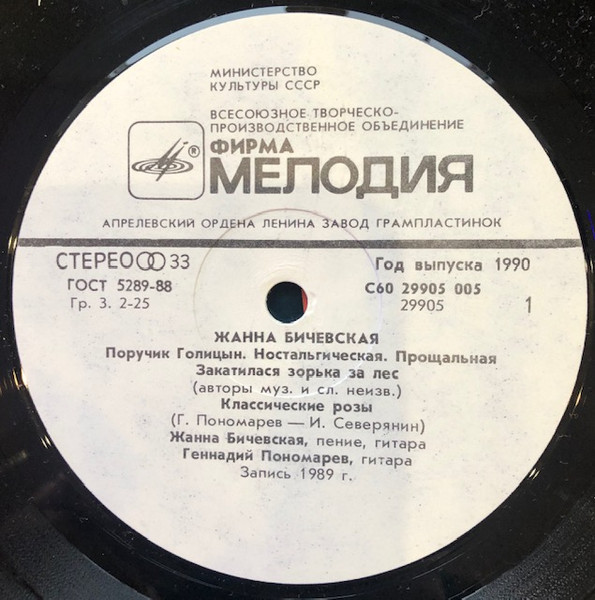 МИНИСТЕРСТВО
КУЛЬТУРЫ СССР
ВСЕСОЮЗНОЕ ТВОРЧЕСКО-
ПРОИЗВОДСТВЕННОЕ ОБЪЕДИНЕНИЕ
® ФИРМА
МЕЛОДИЯ
АПРЕЛЕВСКИЙ ОРДЕНА ЛЕНИНА ЗАВОД ГРАМПЛАСТИНОК
СТЕРЕО 33
ГОСТ 5289-88
Гр. 3. 2-25
Год выпуска 1990
С60 29905 005
29905 1
ЖАННА БИЧЕВСКАЯ
Поручик Голицын. Ностальгическая. Прощальная
Закатилася зорька за лес
(авторы муз. и сл. неизв.)
Классические розы
(Г. Пономарев — И. Северянин)
Жанна Бичевская, пение, гитара
Геннадий Пономарев, гитара
Запись 1989 г.